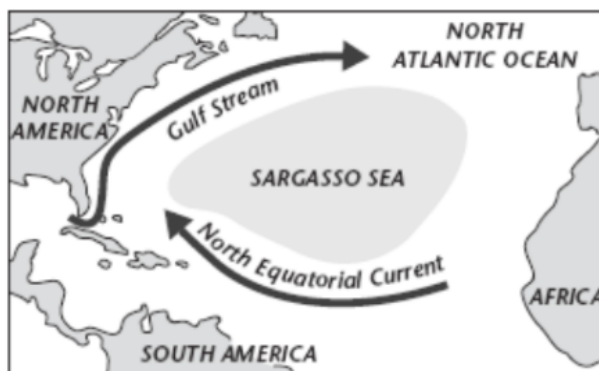 NORTH
ATLANTIC OCEAN
NORTH
AMERICA
Gulf Stream
SARGASSO SEA
North Equatorial Current
AFRICA
SOUTH AMERICA